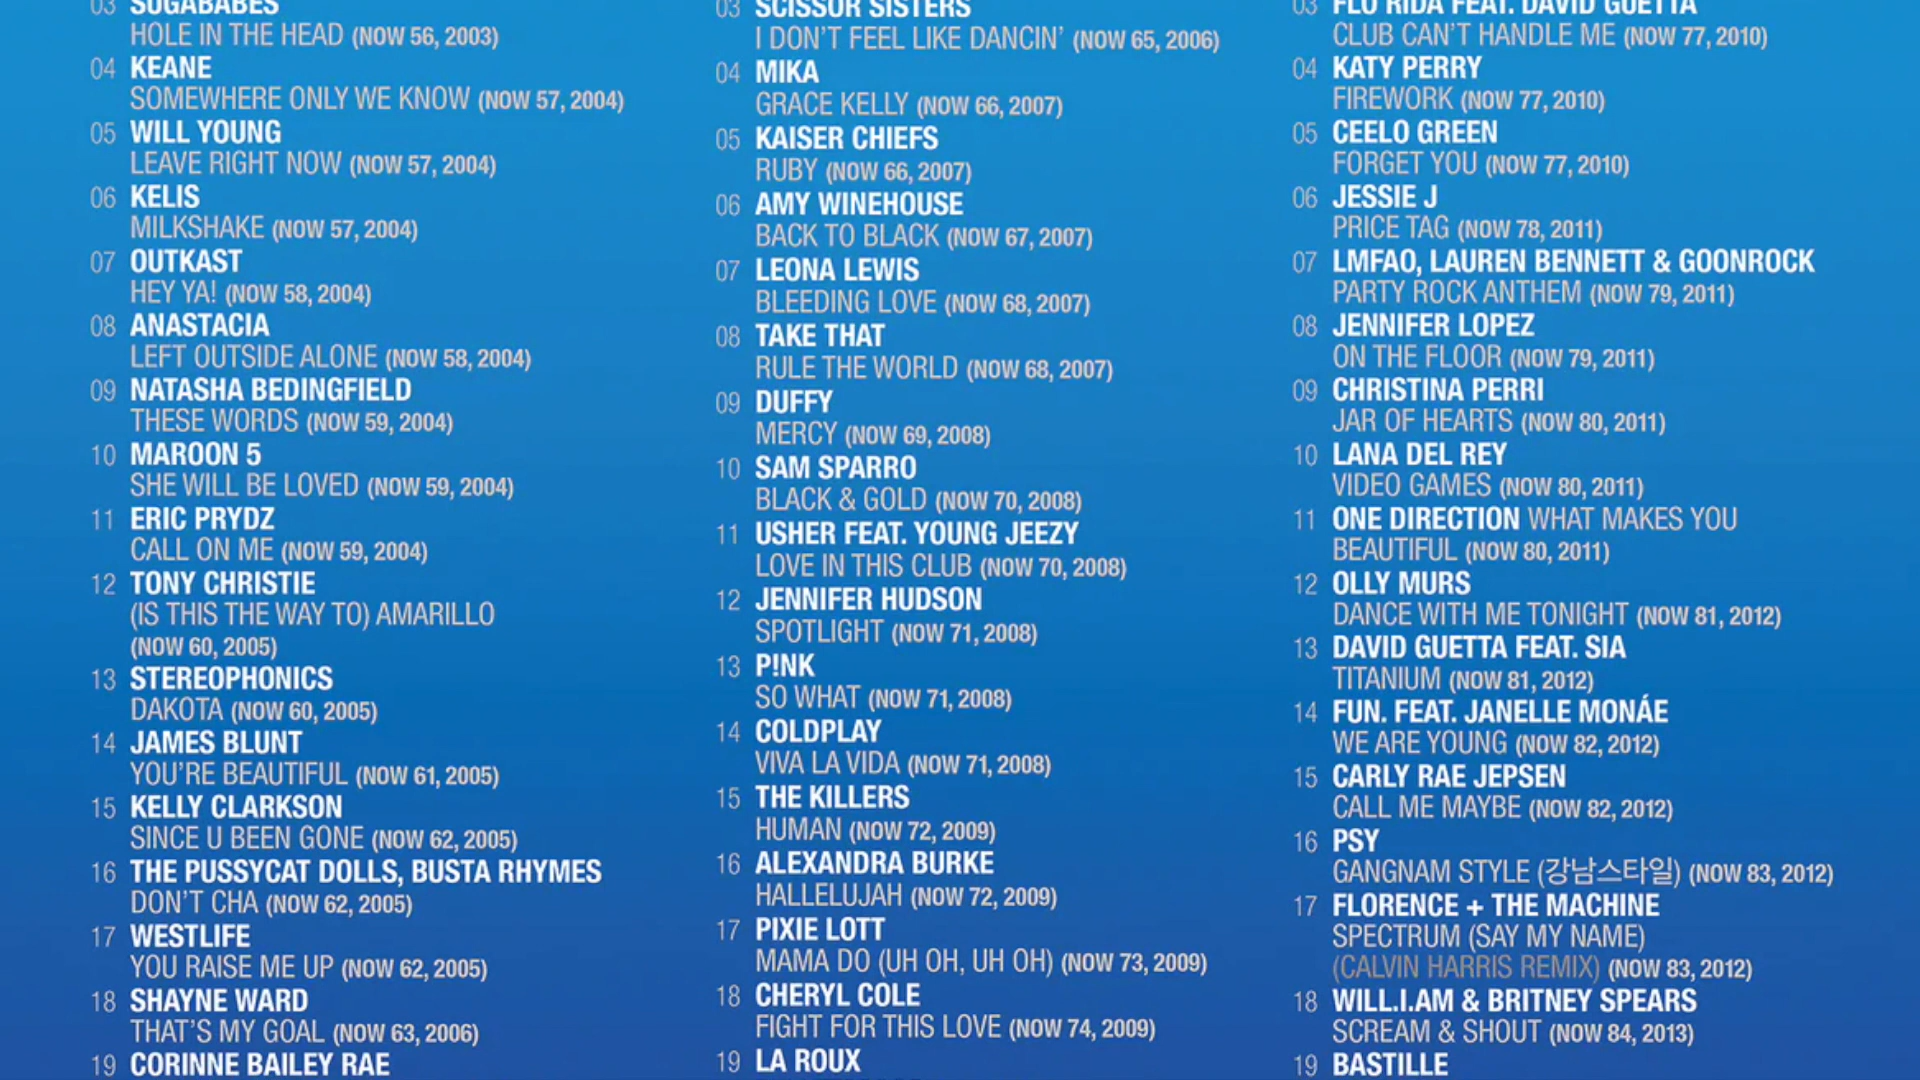 03 SUGABABES
HOLE IN THE HEAD (NOW 56, 2003)
04 KEANE
SOMEWHERE ONLY WE KNOW (NOW 57, 2004)
05 WILL YOUNG
LEAVE RIGHT NOW (NOW 57, 2004)
06 KELIS
MILKSHAKE (NOW 57, 2004)
07 OUTKAST
HEY YA! (NOW 58, 2004)
08 ANASTACIA
LEFT OUTSIDE ALONE (NOW 58, 2004)
09 NATASHA BEDINGFIELD
THESE WORDS (NOW 59, 2004)
10 MAROON 5
SHE WILL BE LOVED (NOW 59, 2004)
11 ERIC PRYDZ
CALL ON ME (NOW 59, 2004)
12 TONY CHRISTIE
(IS THIS THE WAY TO) AMARILLO
(NOW 60, 2005)
13 STEREOPHONICS
DAKOTA (NOW 60, 2005)
14 JAMES BLUNT
YOU'RE BEAUTIFUL (NOW 61, 2005)
15 KELLY CLARKSON
SINCE U BEEN GONE (NOW 62, 2005)
16 THE PUSSYCAT DOLLS, BUSTA RHYMES
DON'T CHA (NOW 62, 2005)
17 WESTLIFE
YOU RAISE ME UP (NOW 62, 2005)
18 SHAYNE WARD
THAT'S MY GOAL (NOW 63, 2006)
19 CORINNE BAILEY RAE
03 SCISSOR SISTERS
I DON'T FEEL LIKE DANCIN' (NOW 65, 2006)
04 MIKA
GRACE KELLY (NOW 66, 2007)
05 KAISER CHIEFS
RUBY (NOW 66, 2007)
06 AMY WINEHOUSE
BACK TO BLACK (NOW 67, 2007)
07 LEONA LEWIS
BLEEDING LOVE (NOW 68, 2007)
08 TAKE THAT
RULE THE WORLD (NOW 68, 2007)
09 DUFFY
MERCY (NOW 69, 2008)
10 SAM SPARRO
BLACK & GOLD (NOW 70, 2008)
11 USHER FEAT. YOUNG JEEZY
LOVE IN THIS CLUB (NOW 70, 2008)
12 JENNIFER HUDSON
SPOTLIGHT (NOW 71, 2008)
13 P!NK
SO WHAT (NOW 71, 2008)
14 COLDPLAY
VIVA LA VIDA (NOW 71, 2008)
15 THE KILLERS
HUMAN (NOW 72, 2009)
16 ALEXANDRA BURKE
HALLELUJAH (NOW 72, 2009)
17 PIXIE LOTT
MAMA DO (UH OH, UH OH) (NOW 73, 2009)
18 CHERYL COLE
FIGHT FOR THIS LOVE (NOW 74, 2009)
19 LA ROUX
03 FLO RIDA FEAT. DAVID GUETTA
CLUB CAN'T HANDLE ME (NOW 77, 2010)
04 KATY PERRY
FIREWORK (NOW 77, 2010)
05 CEELO GREEN
FORGET YOU (NOW 77, 2010)
06 JESSIE J
PRICE TAG (NOW 78, 2011)
07 LMFAO, LAUREN BENNETT & GOONROCK
PARTY ROCK ANTHEM (NOW 79, 2011)
08 JENNIFER LOPEZ
ON THE FLOOR (NOW 79, 2011)
09 CHRISTINA PERRI
JAR OF HEARTS (NOW 80, 2011)
10 LANA DEL REY
VIDEO GAMES (NOW 80, 2011)
11 ONE DIRECTION WHAT MAKES YOU
BEAUTIFUL (NOW 80, 2011)
12 OLLY MURS
DANCE WITH ME TONIGHT (NOW 81, 2012)
13 DAVID GUETTA FEAT. SIA
TITANIUM (NOW 81, 2012)
14 FUN. FEAT. JANELLE MONÁE
WE ARE YOUNG (NOW 82, 2012)
15 CARLY RAE JEPSEN
CALL ME MAYBE (NOW 82, 2012)
16 PSY
GANGNAM STYLE (강남스타일) (NOW 83, 2012)
17 FLORENCE + THE MACHINE
SPECTRUM (SAY MY NAME)
(CALVIN HARRIS REMIX) (NOW 83, 2012)
18 WILL.I.AM & BRITNEY SPEARS
SCREAM & SHOUT (NOW 84, 2013)
19 BASTILLE